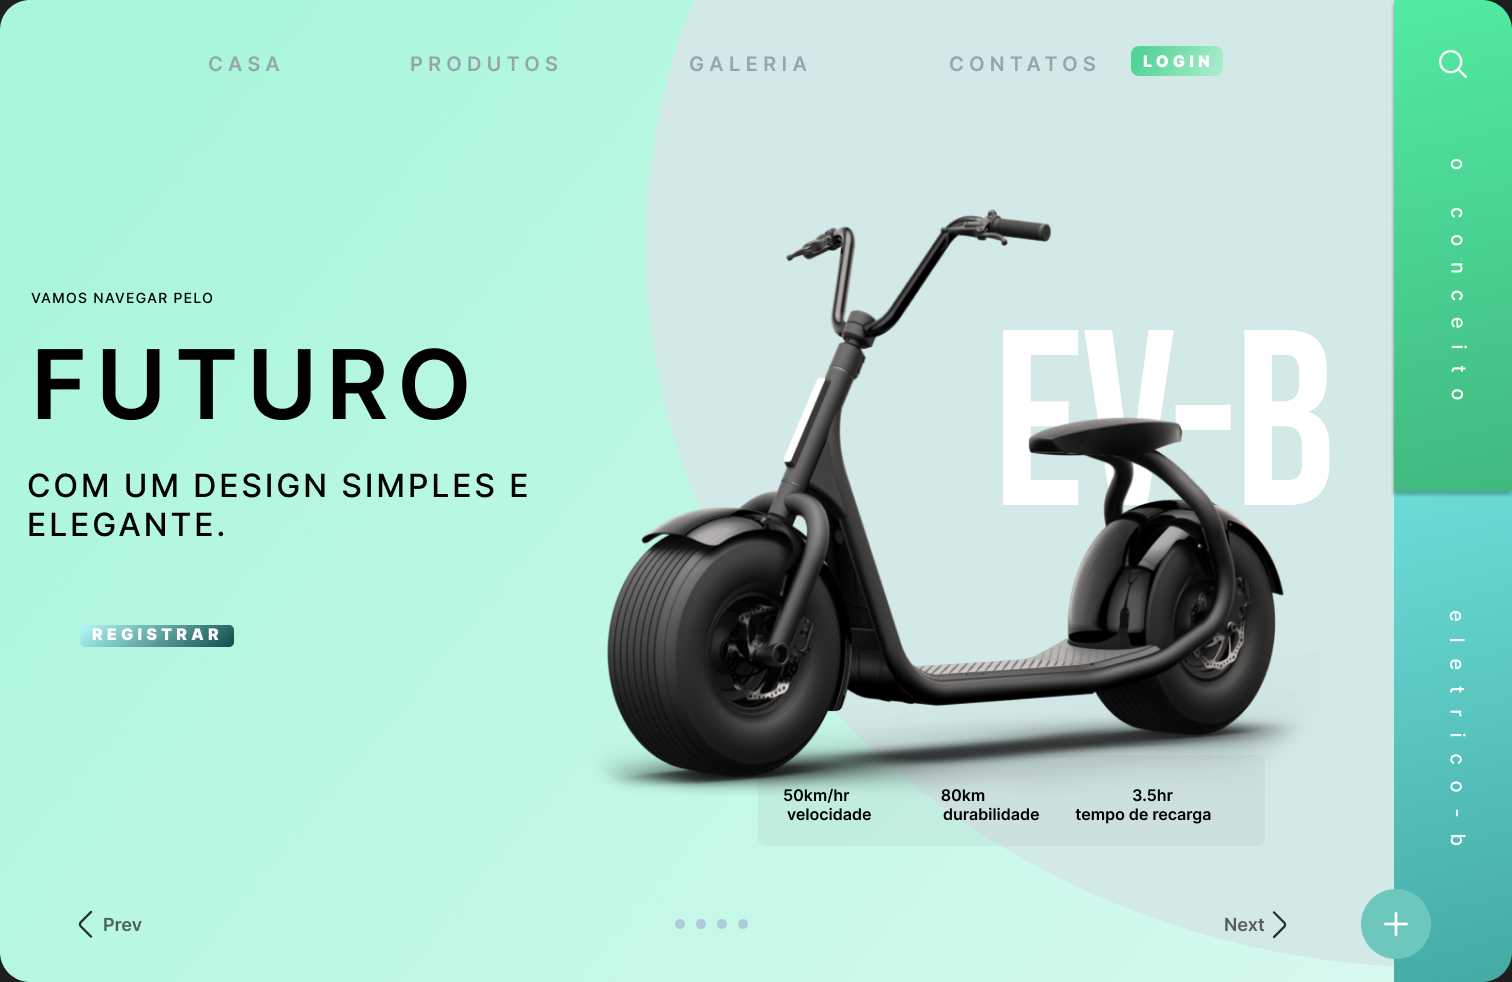 CASA
PRODUTOS
GALERIA
CONTATOS
LOGIN
o conceito
VAMOS NAVEGAR PELO
FUTURO
COM UM DESIGN SIMPLES E
ELEGANTE.
REGISTRAR
EV-B
eletrico-b
50km/hr
velocidade
80km
durabilidade
3.5hr
tempo de recarga
Prev
Next